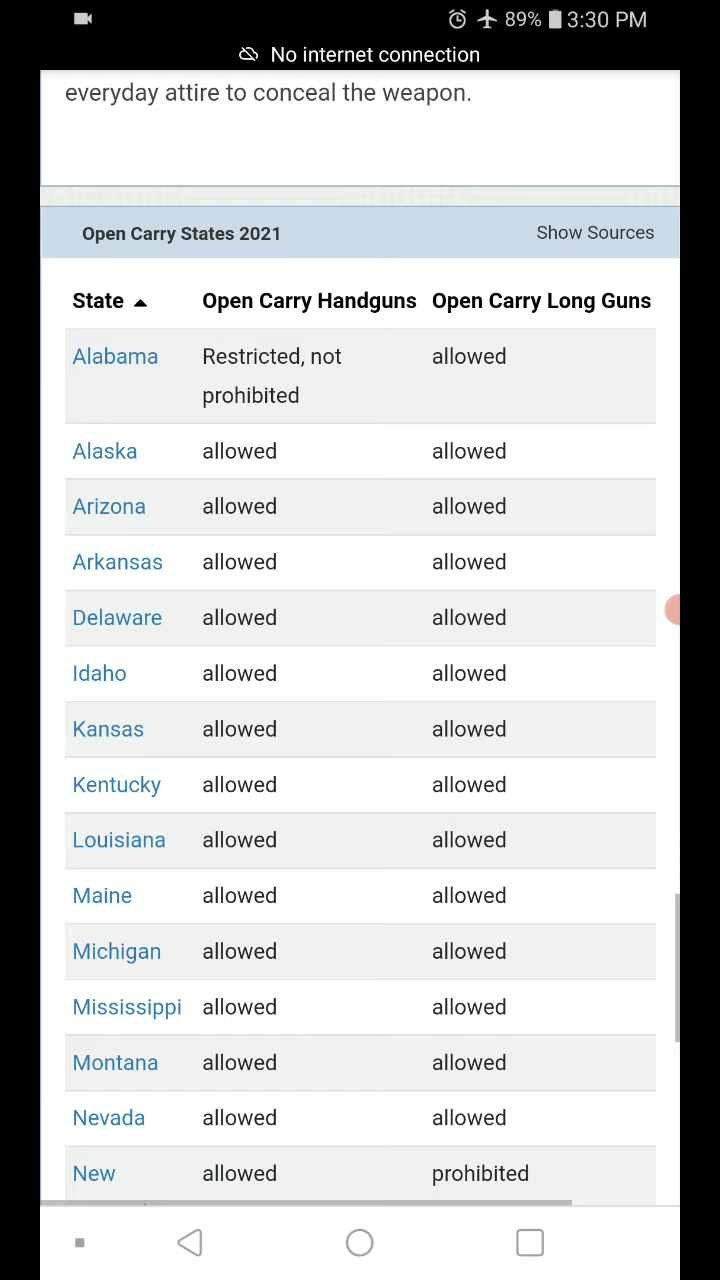 89% 3:30 PM
No internet connection
everyday attire to conceal the weapon.
Open Carry States 2021 Show Sources
State ▲ Open Carry Handguns Open Carry Long Guns
Alabama Restricted, not prohibited allowed
Alaska allowed allowed
Arizona allowed allowed
Arkansas allowed allowed
Delaware allowed allowed
Idaho allowed allowed
Kansas allowed allowed
Kentucky allowed allowed
Louisiana allowed allowed
Maine allowed allowed
Michigan allowed allowed
Mississippi allowed allowed
Montana allowed allowed
Nevada allowed allowed
New allowed prohibited